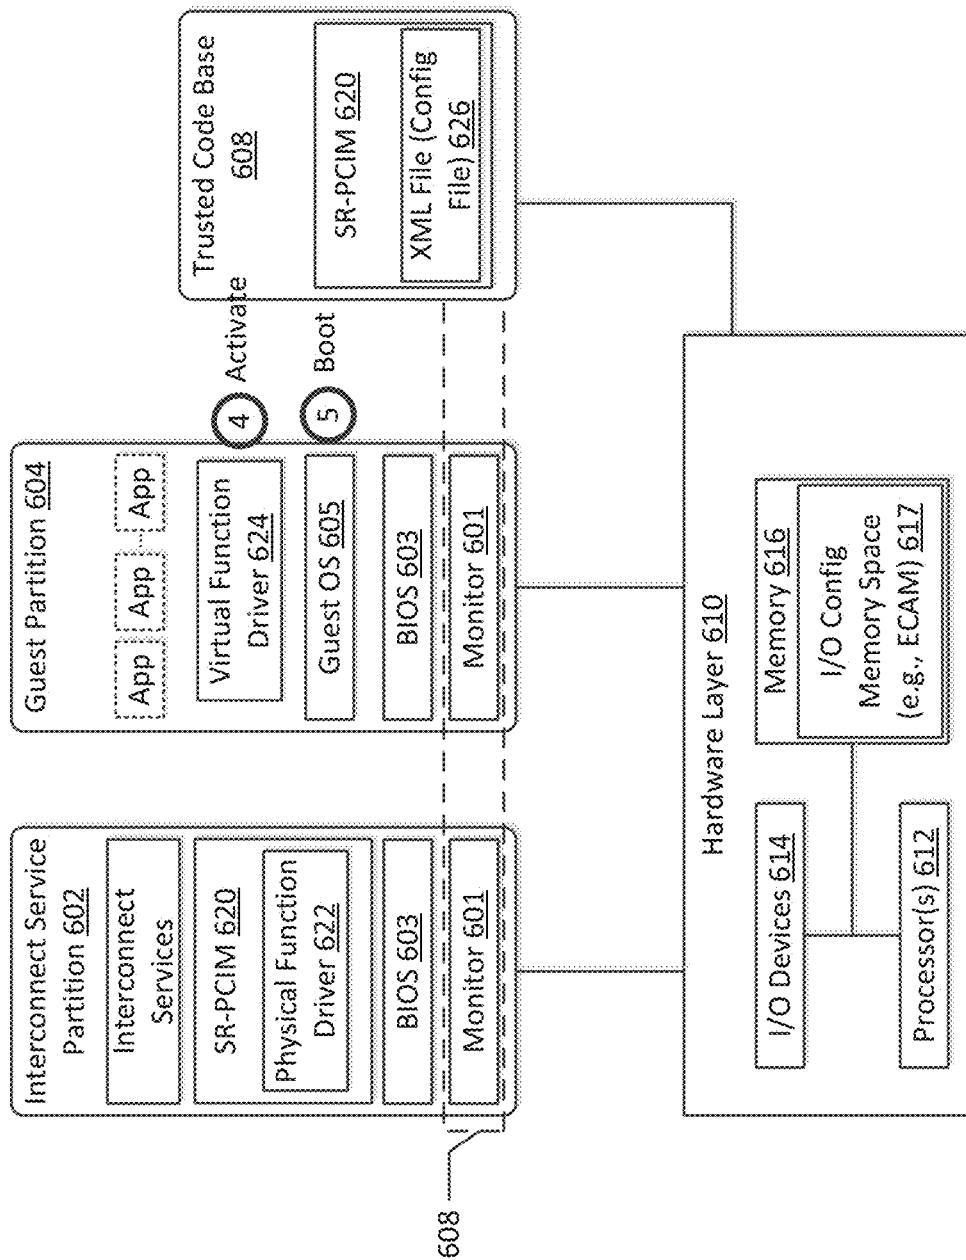 Interconnect Service
Partition 602
Interconnect
Services
SR-PCIM 620
Physical Function
Driver 622
BIOS 603
Monitor 601
608
Guest Partition 604
App
App
App
Virtual Function
Driver 624
Guest OS 605
BIOS 603
Monitor 601
4
Activate
5
Boot
Trusted Code Base
608
SR-PCIM 620
XML File (Config
File) 626
Hardware Layer 610
I/O Devices 614
Processor(s) 612
Memory 616
I/O Config
Memory Space
(e.g., ECAM) 617